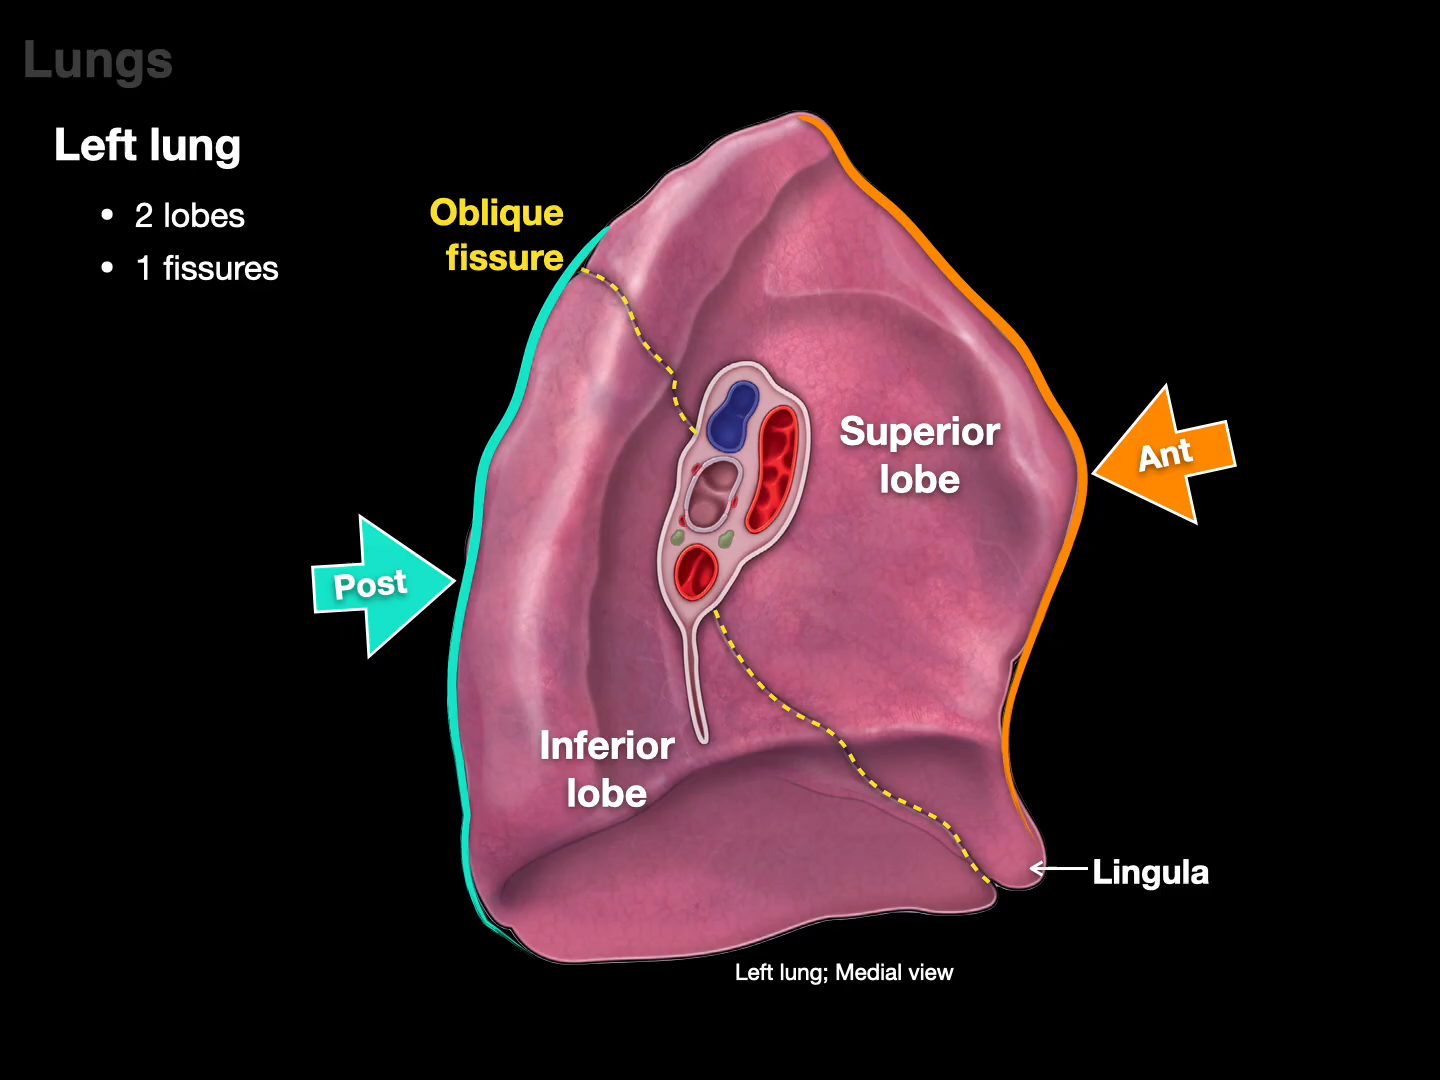 Lungs
Left lung
• 2 lobes
• 1 fissures
Oblique
fissure
Superior
lobe
Ant
Post
Inferior
lobe
Lingula
Left lung; Medial view